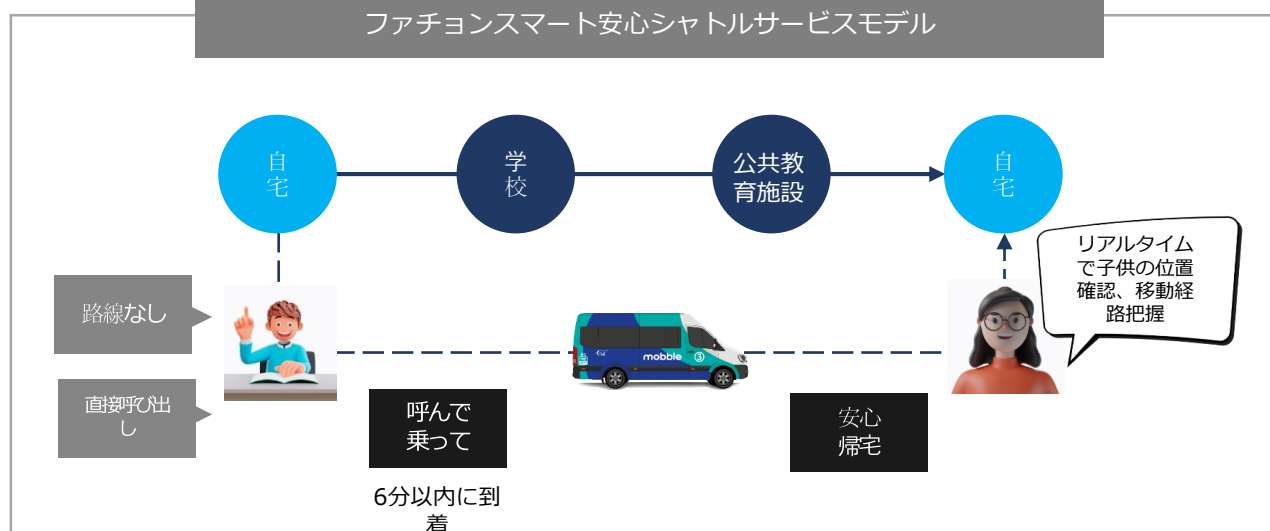 ファチョンスマート安心シャトルサービスモデル
自
宅
学
校
公共教
育施設
自
宅
リアルタイム
で子供の位置
確認、移動経
路把握
路線なし
直接呼び出
し
mobble ③
呼んで
乗って
安心
帰宅
6分以内に到
着